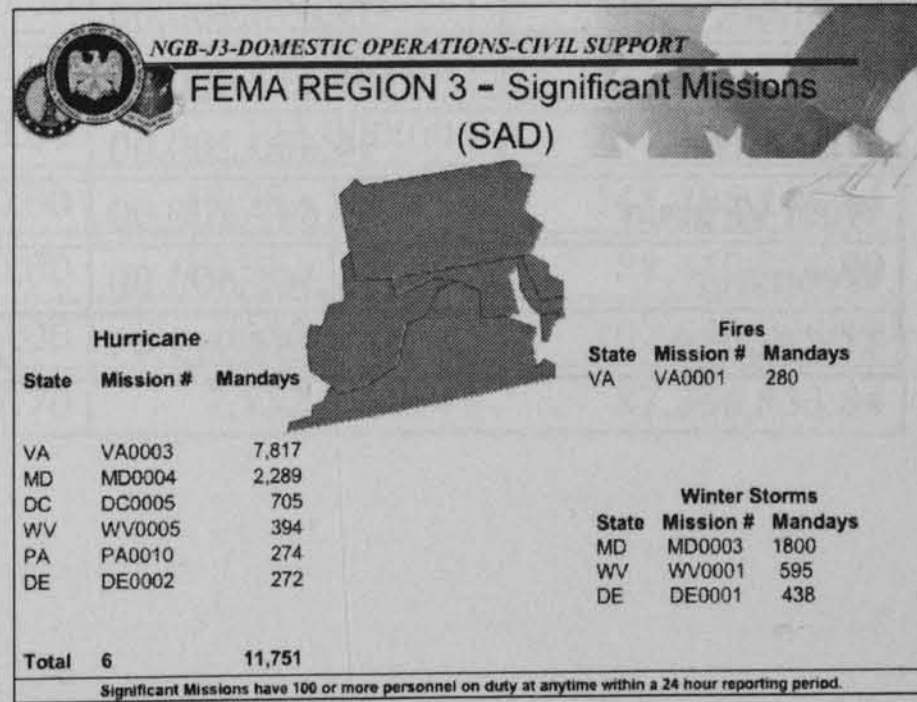 NGB-J3-DOMESTIC OPERATIONS-CIVIL SUPPORT
FEMA REGION 3 - Significant Missions
(SAD)
Hurricane
State Mission # Mandays
VA VA0003 7,817
MD MD0004 2,289
DC DC0005 705
WV WV0005 394
PA PA0010 274
DE DE0002 272
Total 6 11,751
Fires
State Mission # Mandays
VA VA0001 280
Winter Storms
State Mission # Mandays
MD MD0003 1800
WV WV0001 595
DE DE0001 438
Significant Missions have 100 or more personnel on duty at anytime within a 24 hour reporting period.